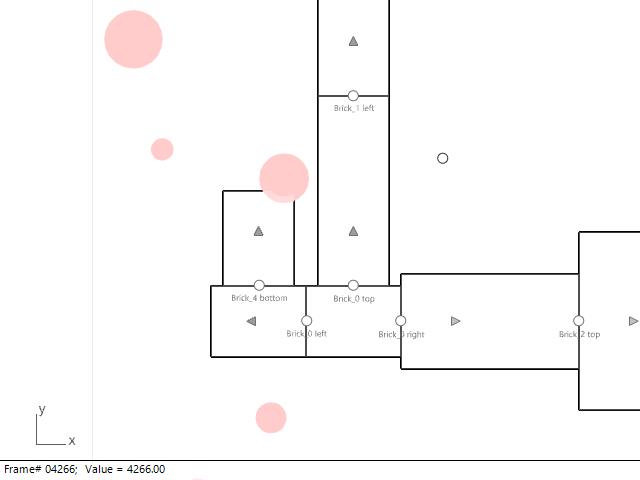 Brick_1 left
Brick_4 bottom
Brick_0 top
Brick_0 left
Brick_0 right
Brick_2 top
y
x
Frame# 04266; Value = 4266.00